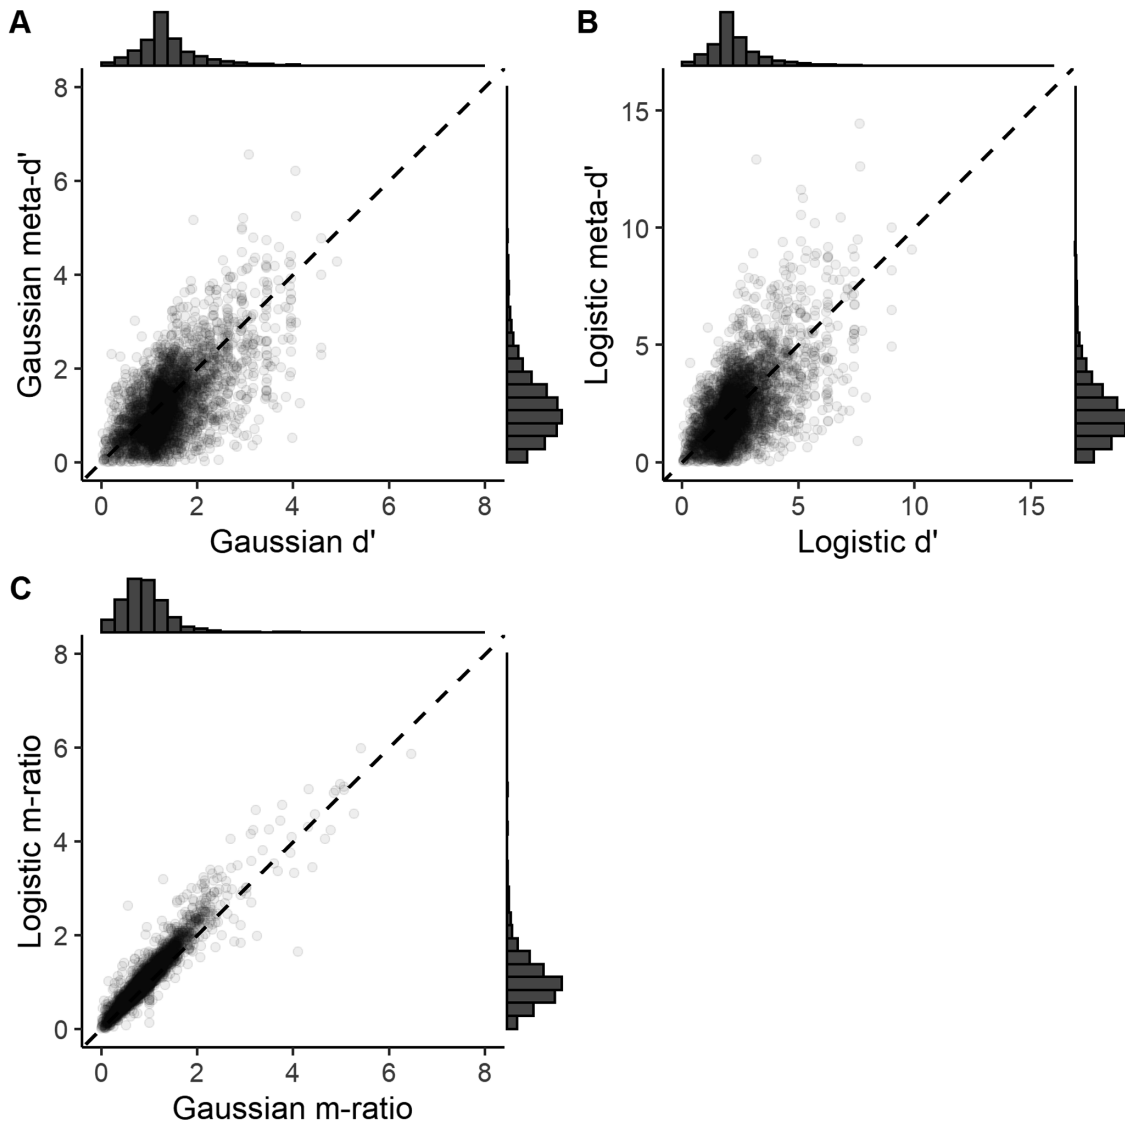 A
8
6
4
2
0
Gaussian meta-d'
0 2 4 6 8
Gaussian d'
B
15
10
5
0
Logistic meta-d'
0 5 10 15
Logistic d'
C
8
6
4
2
0
Logistic m-ratio
0 2 4 6 8
Gaussian m-ratio